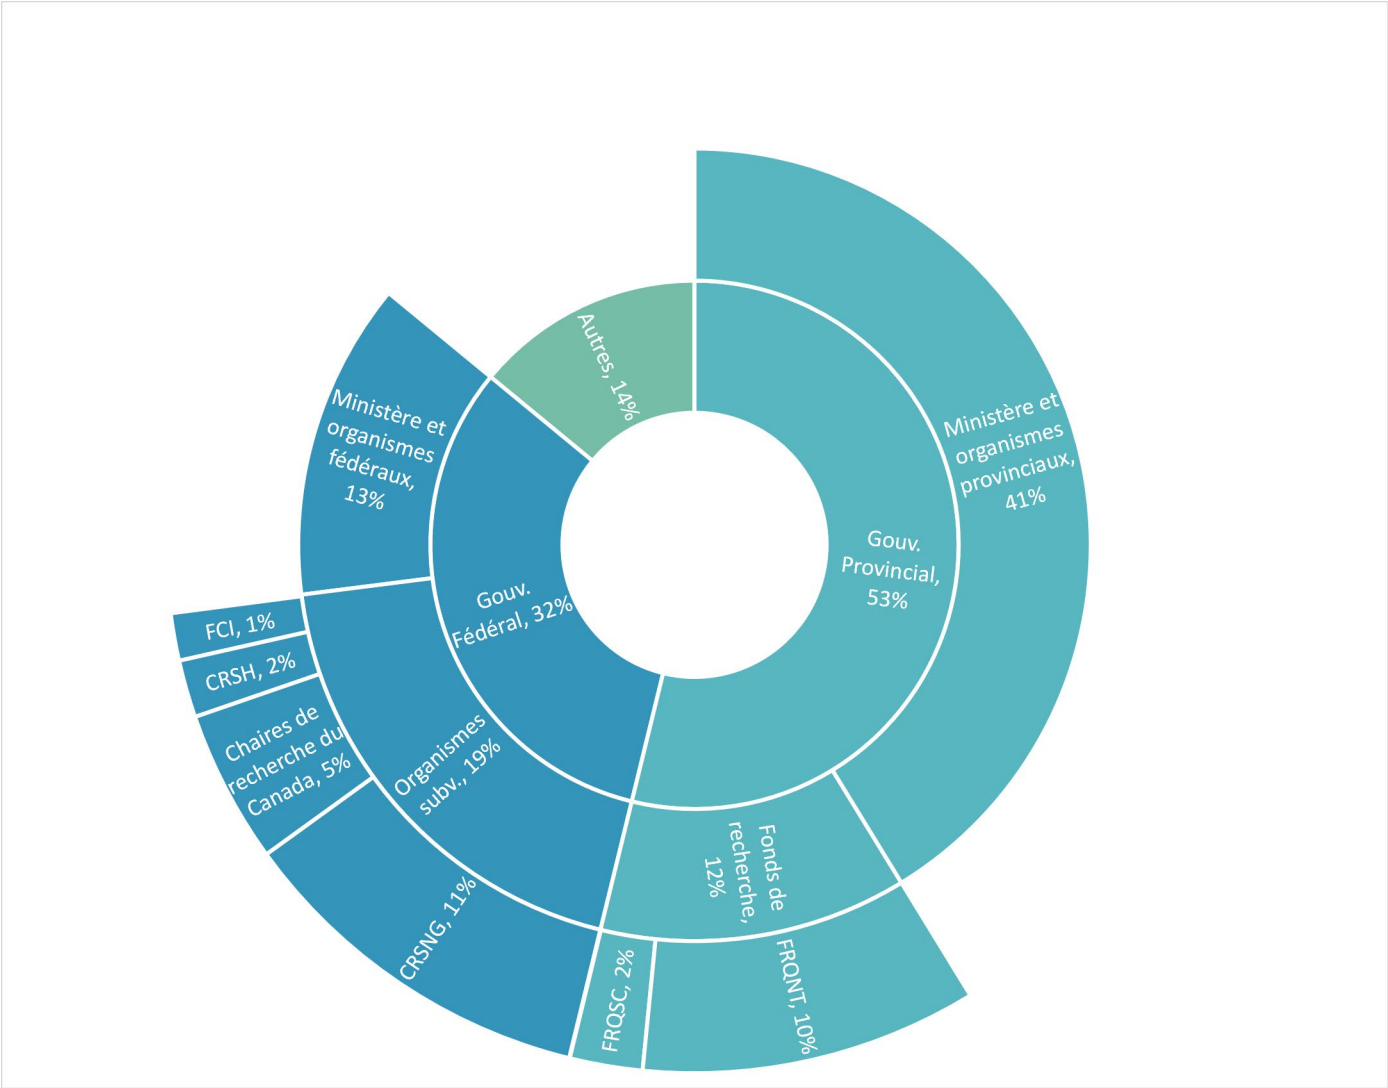 Autres, 14%
Ministère et
organismes
provinciaux,
41%
Gouv.
Provincial,
53%
Fonds de
recherche,
12%
FRQNT, 10%
FRQSC, 2%
Gouv.
Fédéral, 32%
Organismes
subv., 19%
CRSNG, 11%
Chaires de
recherche du
Canada, 5%
CRSH, 2%
FCI, 1%
Ministère et
organismes
fédéraux,
13%